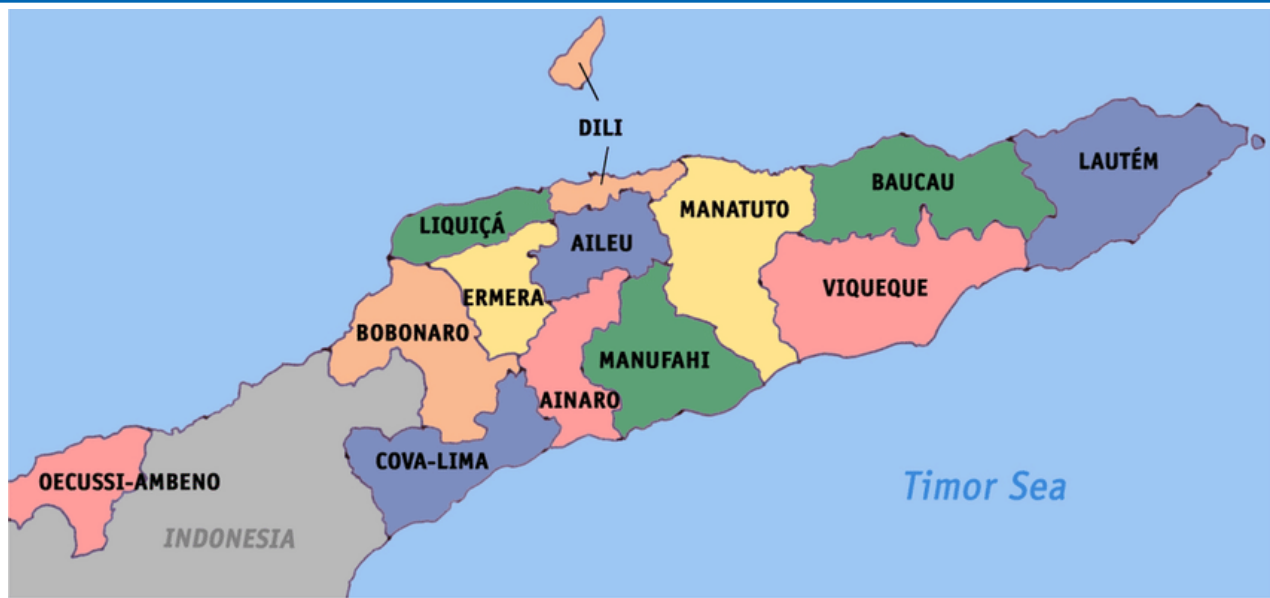 DILI
LAUTÉM
BAUCAU
MANATUTO
LIQUIÇÁ
AILEU
VIQUEQUE
ERMERA
BOBONARO
MANUFAHI
AINARO
COVA-LIMA
OECUSSI-AMBENO
Timor Sea
INDONESIA